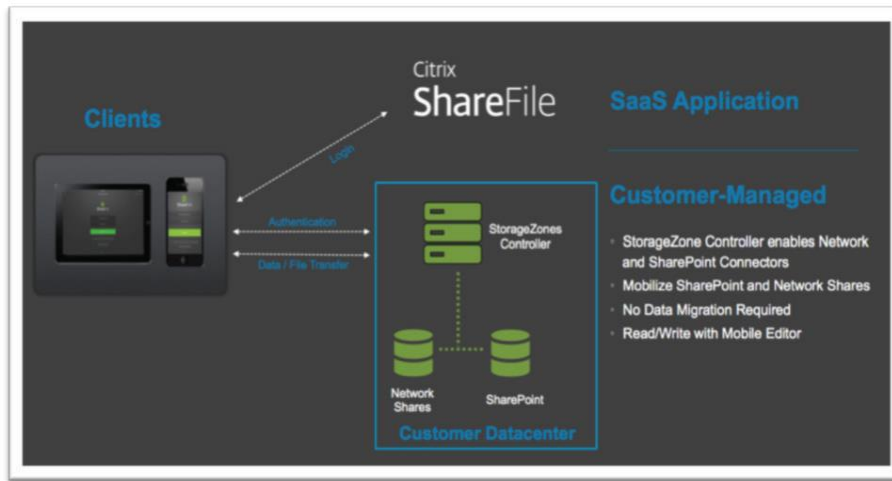 Citrix
ShareFile
SaaS Application
Clients
Login
Customer-Managed
Authentication
StorageZones
Controller
Data / File Transfer
StorageZone Controller enables Network
and SharePoint Connectors
Mobilize SharePoint and Network Shares
No Data Migration Required
Read/Write with Mobile Editor
Network
Shares
SharePoint
Customer Datacenter